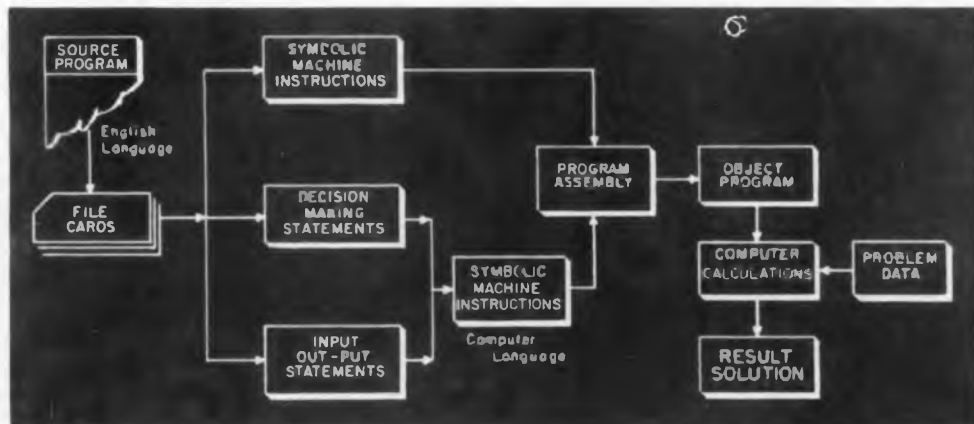 SOURCE
PROGRAM
English
Language
FILE
CARDS
SYMBOLIC
MACHINE
INSTRUCTIONS
DECISION
MAKING
STATEMENTS
INPUT
OUT-PUT
STATEMENTS
SYMBOLIC
MACHINE
INSTRUCTIONS
Computer
Language
PROGRAM
ASSEMBLY
OBJECT
PROGRAM
COMPUTER
CALCULATIONS
PROBLEM
DATA
RESULT
SOLUTION